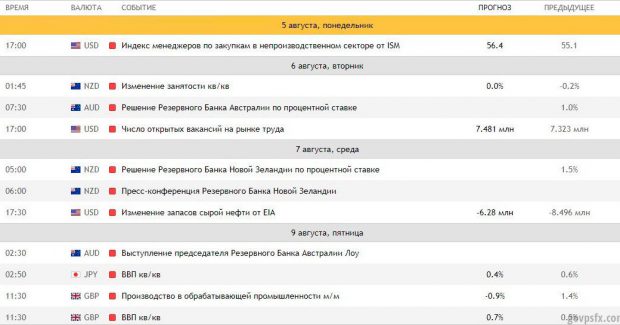 ВРЕМЯ ВАЛЮТА СОБЫТИЕ ПРОГНОЗ ПРЕДЫДУЩЕЕ
5 августа, понедельник
17:00 USD Индекс менеджеров по закупкам в непроизводственном секторе от ISM 56.4 55.1
6 августа, вторник
01:45 NZD Изменение занятости кв/кв 0.0% -0.2%
07:30 AUD Решение Резервного Банка Австралии по процентной ставке 1.0%
17:00 USD Число открытых вакансий на рынке труда 7.481 млн 7.323 млн
7 августа, среда
05:00 NZD Решение Резервного Банка Новой Зеландии по процентной ставке 1.5%
06:00 NZD Пресс-конференция Резервного Банка Новой Зеландии
17:30 USD Изменение запасов сырой нефти от EIA -6.28 млн -8.496 млн
9 августа, пятница
02:30 AUD Выступление председателя Резервного Банка Австралии Лоу
02:50 JPY ВВП кв/кв 0.4% 0.6%
11:30 GBP Производство в обрабатывающей промышленности м/м -0.9% 1.4%
11:30 GBP ВВП кв/кв 0.7% 0.5%
govpsfx.com